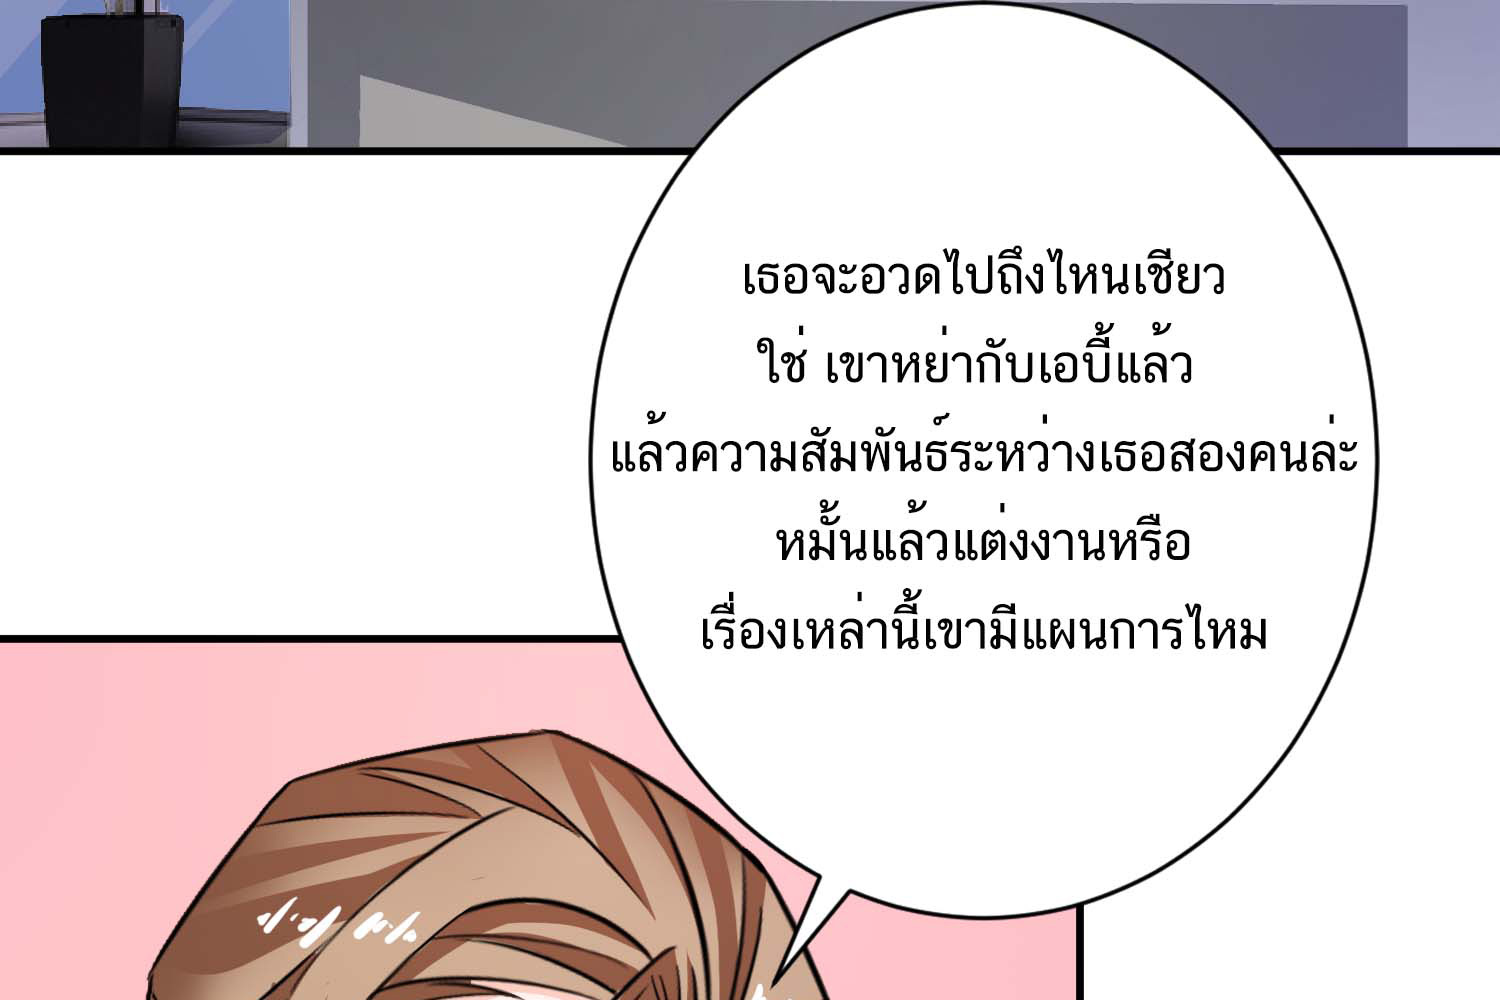 เธอจะอวดไปถึงไหนเชียว
ใช่ เขาหย่ากับเอบี้แล้ว
แล้วความสัมพันธ์ระหว่างเธอสองคนล่ะ
หมั้นแล้วแต่งงานหรือ
เรื่องเหล่านี้เขามีแผนการไหม